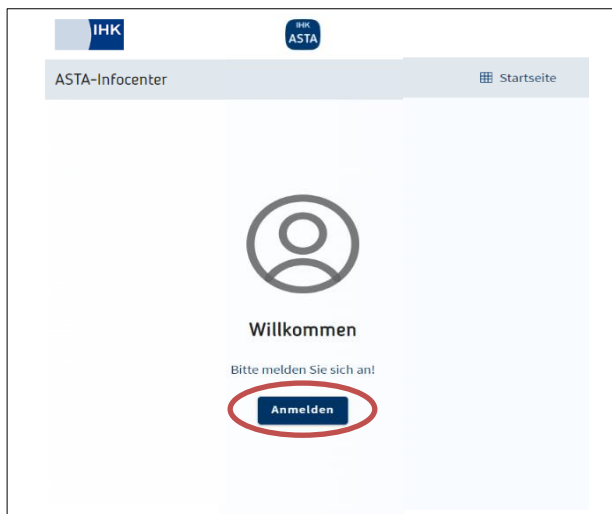 IHK
IHK
ASTA
ASTA-Infocenter
Startseite
Willkommen
Bitte melden Sie sich an!
Anmelden